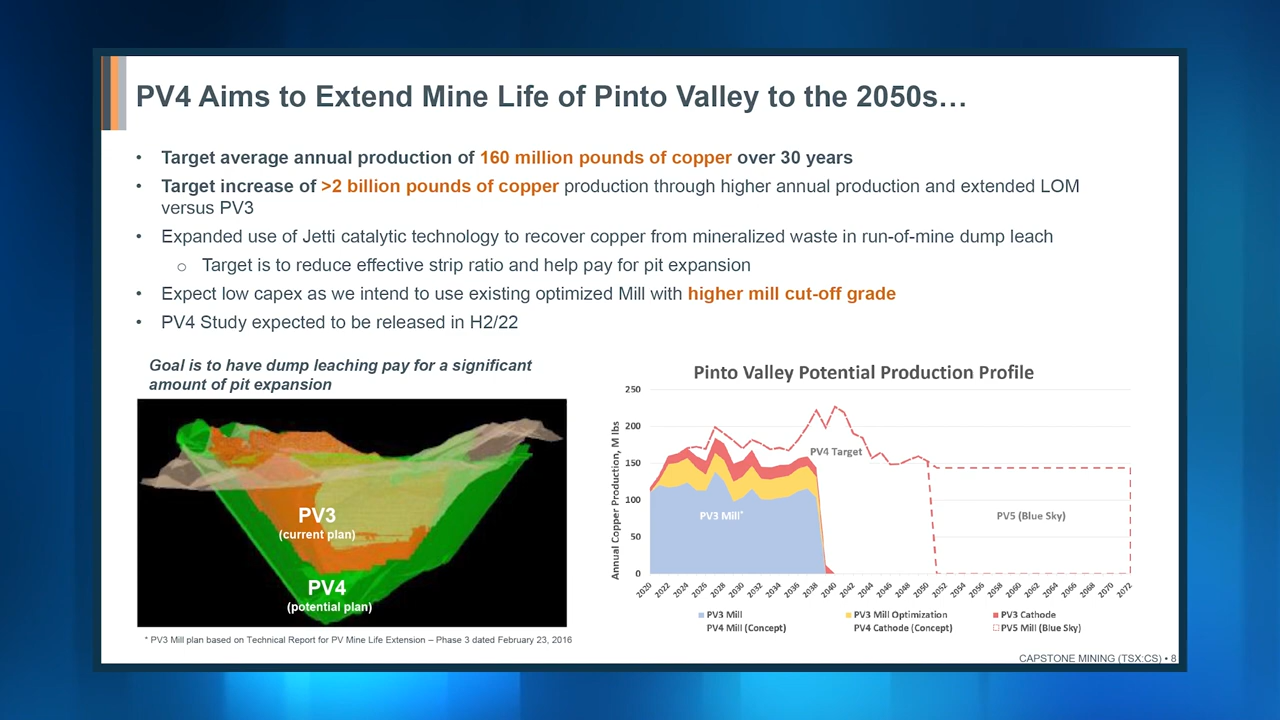 PV4 Aims to Extend Mine Life of Pinto Valley to the 2050s…
• Target average annual production of 160 million pounds of copper over 30 years
• Target increase of >2 billion pounds of copper production through higher annual production and extended LOM
versus PV3
• Expanded use of Jetti catalytic technology to recover copper from mineralized waste in run-of-mine dump leach
o Target is to reduce effective strip ratio and help pay for pit expansion
• Expect low capex as we intend to use existing optimized Mill with higher mill cut-off grade
• PV4 Study expected to be released in H2/22
Goal is to have dump leaching pay for a significant
amount of pit expansion
PV3
(current plan)
PV4
(potential plan)
* PV3 Mill plan based on Technical Report for PV Mine Life Extension – Phase 3 dated February 23, 2016
Pinto Valley Potential Production Profile
Annual Copper Production, M lbs
250
200
150
100
50
0
PV4 Target
PV3 Mill*
PV5 (Blue Sky)
2020 2022 2024 2026 2028 2030 2032 2034 2036 2038 2040 2042 2044 2046 2048 2050 2052 2054 2056 2058 2060 2062 2064 2066 2068 2070 2072
PV3 Mill PV3 Mill Optimization PV3 Cathode
PV4 Mill (Concept) PV4 Cathode (Concept) PV5 Mill (Blue Sky)
CAPSTONE MINING (TSX:CS) • 8